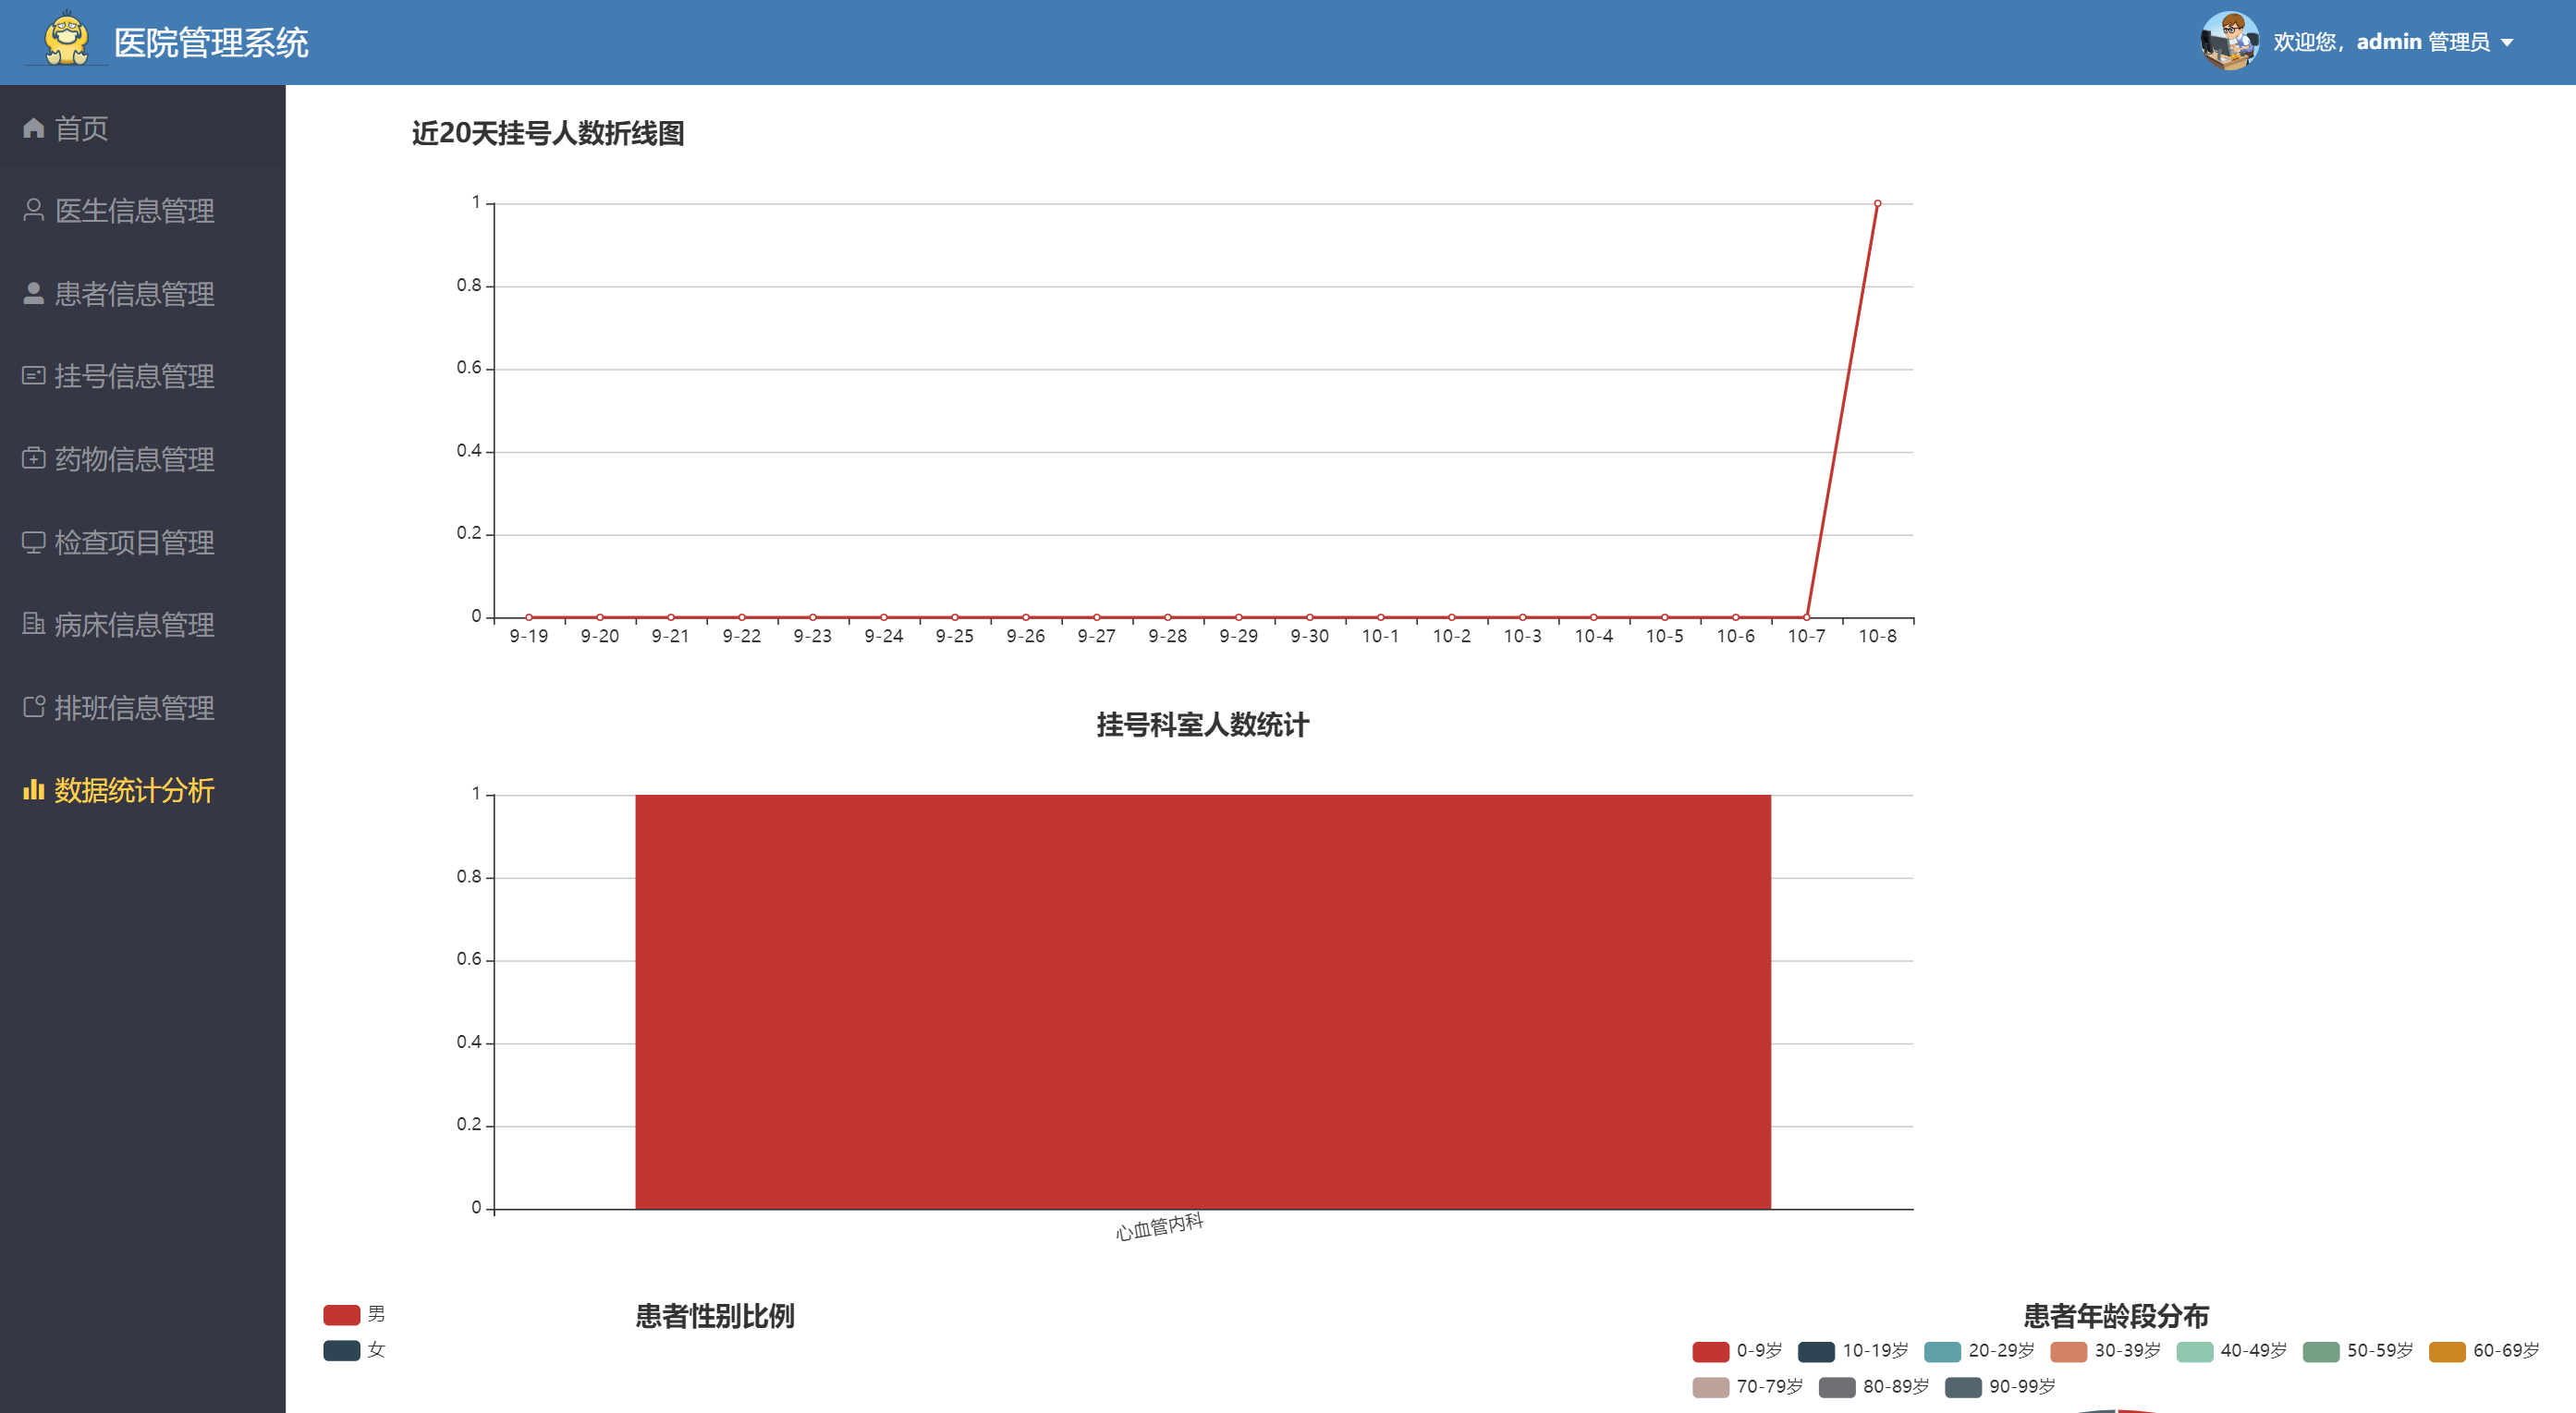 医院管理系统
欢迎您，admin 管理员
首页
医生信息管理
患者信息管理
挂号信息管理
药物信息管理
检查项目管理
病床信息管理
排班信息管理
数据统计分析
近20天挂号人数折线图
1
0.8
0.6
0.4
0.2
0
9-19 9-20 9-21 9-22 9-23 9-24 9-25 9-26 9-27 9-28 9-29 9-30 10-1 10-2 10-3 10-4 10-5 10-6 10-7 10-8
挂号科室人数统计
1
0.8
0.6
0.4
0.2
0
心血管内科
患者性别比例
男
女
患者年龄段分布
0-9岁 10-19岁 20-29岁 30-39岁 40-49岁 50-59岁 60-69岁
70-79岁 80-89岁 90-99岁